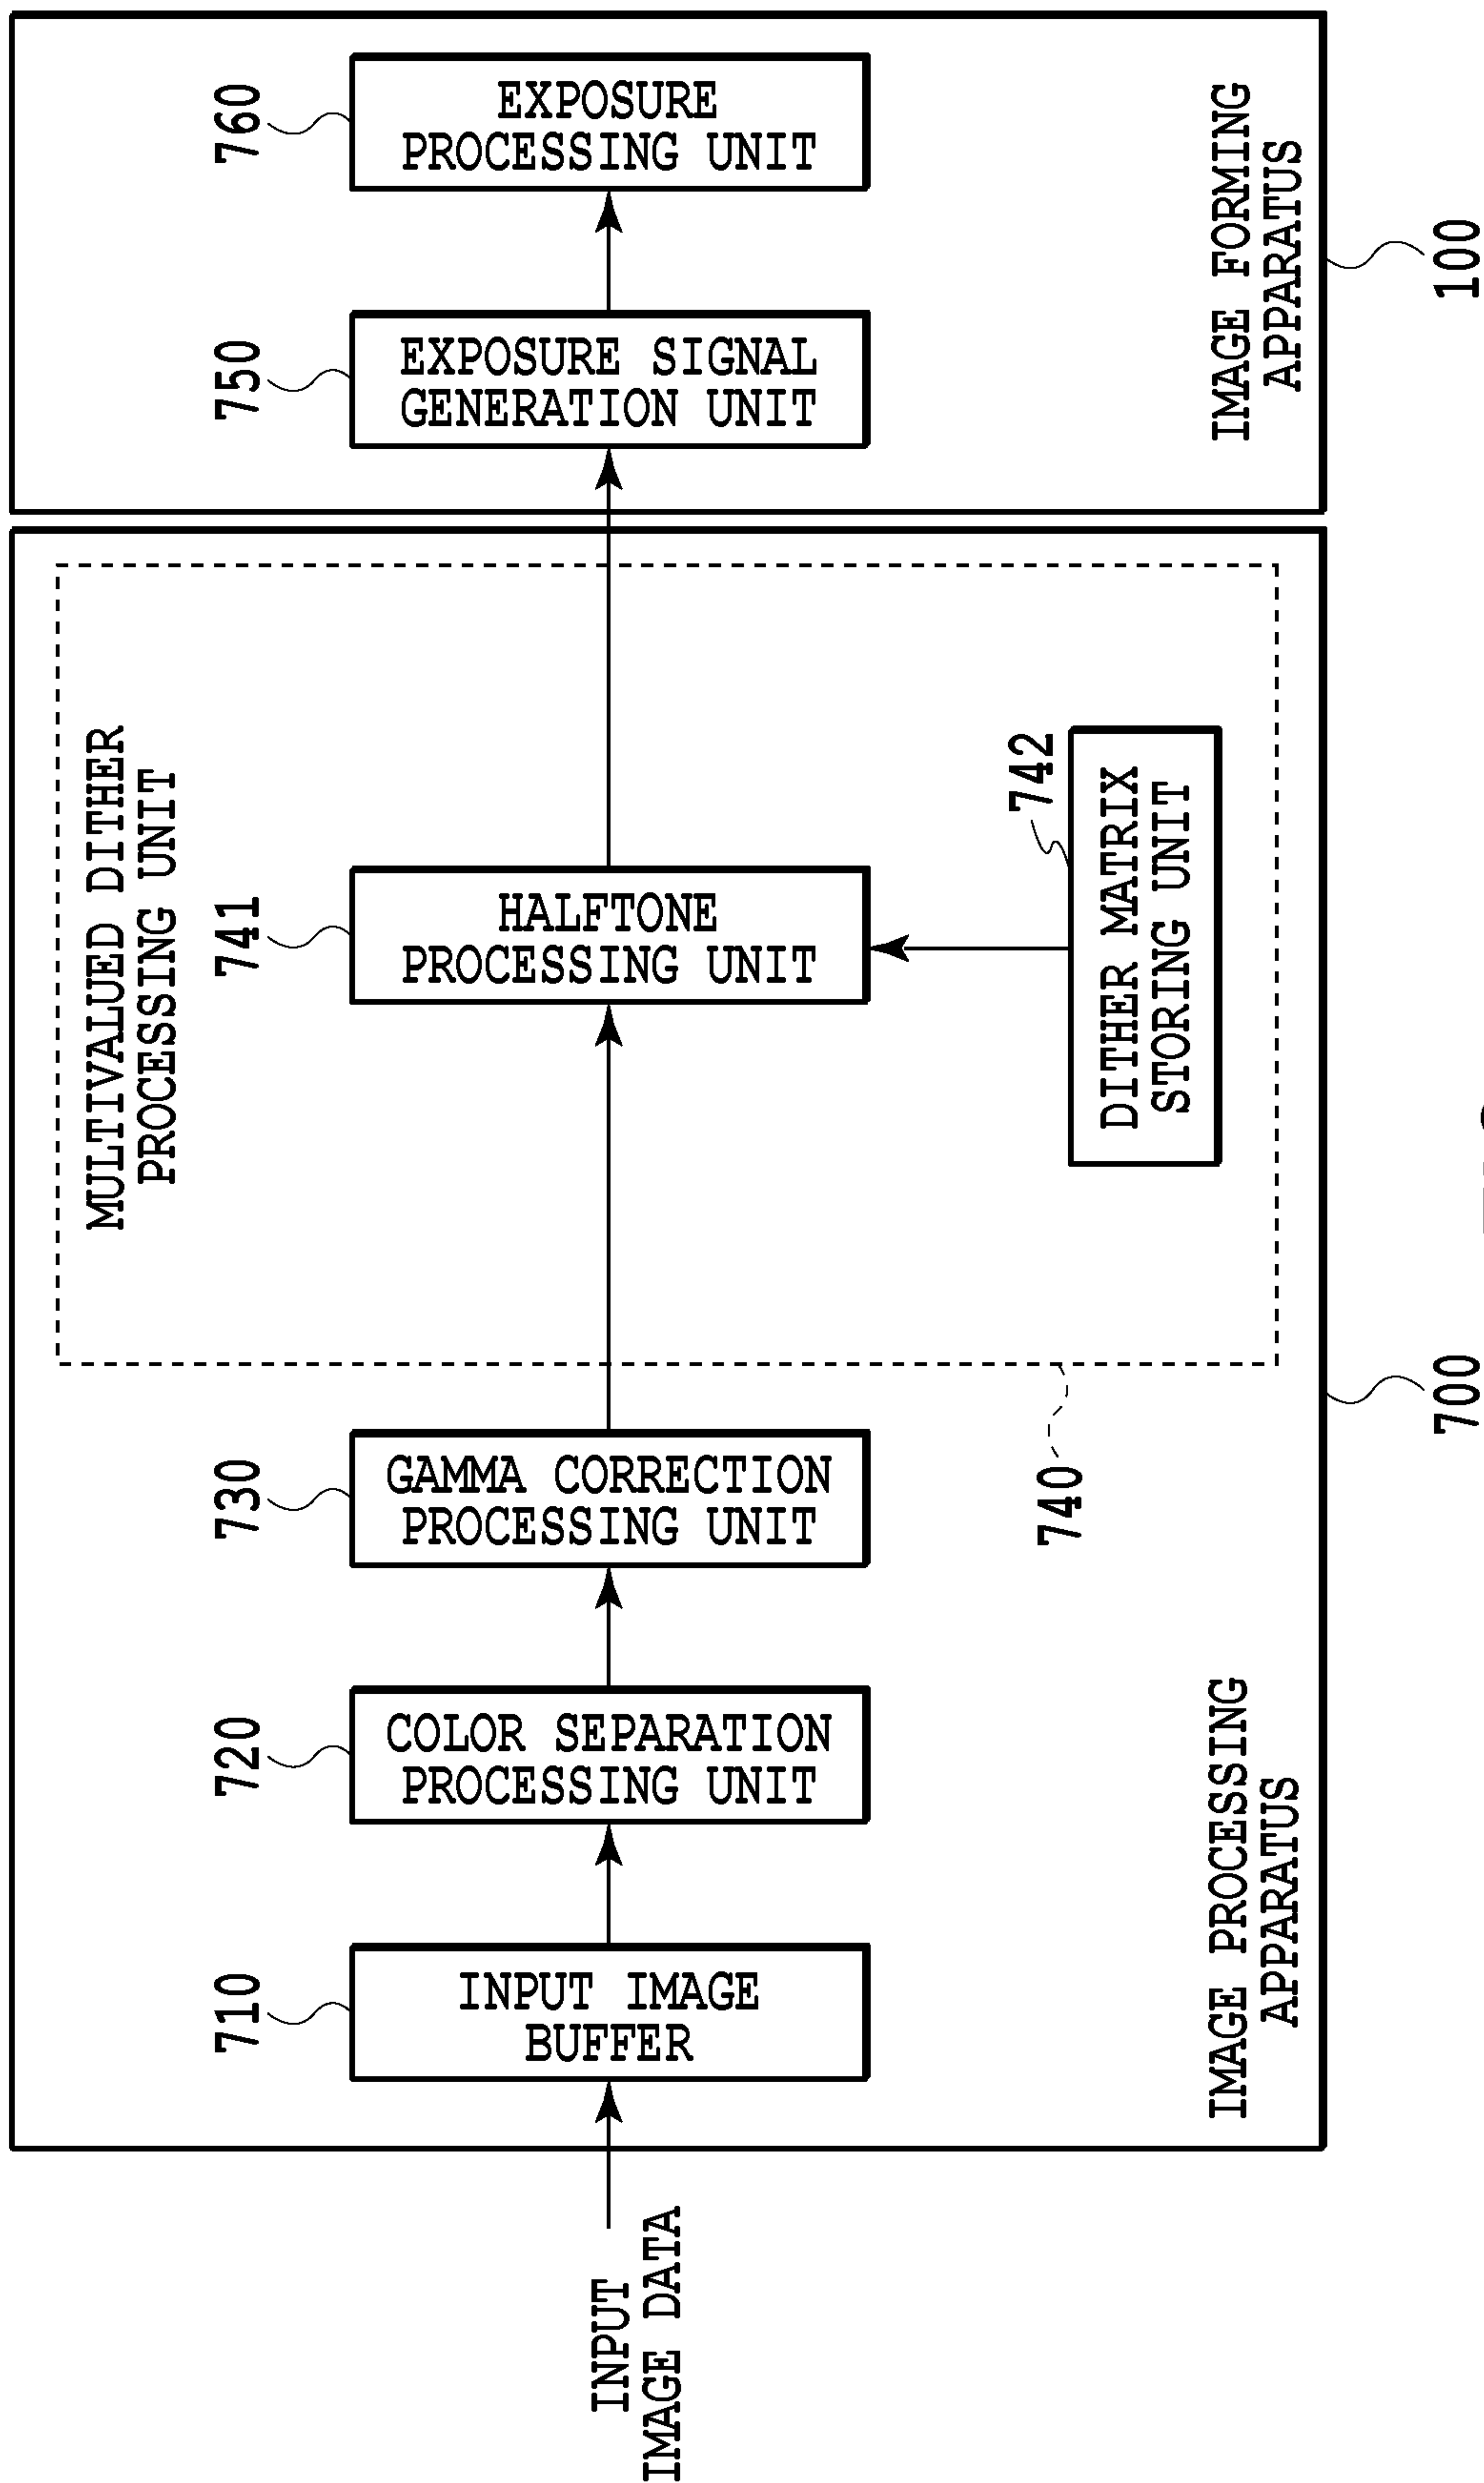 INPUT
IMAGE DATA
710
INPUT IMAGE
BUFFER
720
COLOR SEPARATION
PROCESSING UNIT
730
GAMMA CORRECTION
PROCESSING UNIT
740
MULTIVALUED DITHER
PROCESSING UNIT
741
HALFTONE
PROCESSING UNIT
742
DITHER MATRIX
STORING UNIT
IMAGE PROCESSING
APPARATUS
700
750
EXPOSURE SIGNAL
GENERATION UNIT
760
EXPOSURE
PROCESSING UNIT
IMAGE FORMING
APPARATUS
100